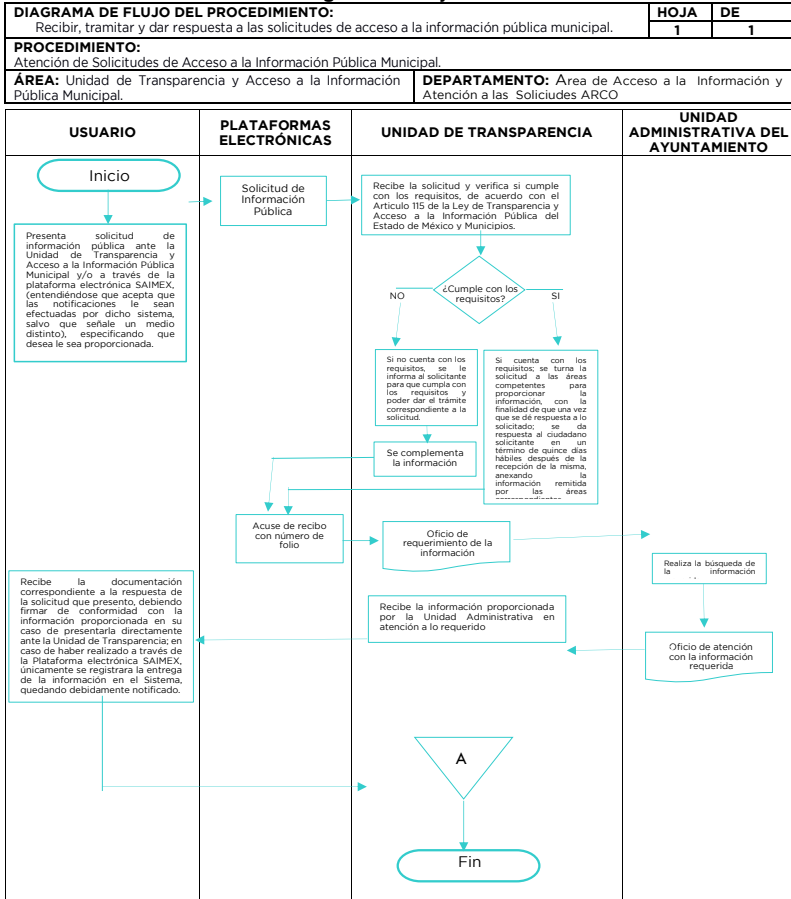 DIAGRAMA DE FLUJO DEL PROCEDIMIENTO:
Recibir, tramitar y dar respuesta a las solicitudes de acceso a la información pública municipal.
HOJA
DE
1
1
PROCEDIMIENTO:
Atención de Solicitudes de Acceso a la Información Pública Municipal.
ÁREA: Unidad de Transparencia y Acceso a la Información
Pública Municipal.
DEPARTAMENTO: Area de Acceso a la Información y
Atención a las Soliciudes ARCO
USUARIO
PLATAFORMAS
ELECTRÓNICAS
UNIDAD DE TRANSPARENCIA
UNIDAD
ADMINISTRATIVA DEL
AYUNTAMIENTO
Inicio
Presenta solicitud de
información pública ante la
Unidad de Transparencia y
Acceso a la Información Pública
Municipal y/o a través de la
plataforma electrónica SAIMEX,
(entendiéndose que acepta que
las notificaciones le sean
efectuadas por dicho sistema,
salvo que señale un medio
distinto), especificando que
desea le sea proporcionada.
Solicitud de
Información
Pública
Recibe la solicitud y verifica si cumple
con los requisitos, de acuerdo con el
Articulo 115 de la Ley de Transparencia y
Acceso a la Información Pública del
Estado de México y Municipios.
¿Cumple con los
requisitos?
NO
SI
Si no cuenta con los
requisitos, se le
informa al solicitante
para que cumpla con
los requisitos y
poder dar el trámite
correspondiente a la
solicitud.
Si cuenta con los
requisitos; se turna la
solicitud a las áreas
competentes para
proporcionar la
información, con la
finalidad de que una vez
que se dé respuesta a lo
solicitado; se da
respuesta al ciudadano
solicitante en un
término de quince días
hábiles después de la
recepción de la misma,
anexando la
información remitida
por las áreas
Se complementa
la información
Acuse de recibo
con número de
folio
Oficio de
requerimiento de la
información
Realiza la búsqueda de
la información
Recibe la documentación
correspondiente a la respuesta de
la solicitud que presento, debiendo
firmar de conformidad con la
información proporcionada en su
caso de presentarla directamente
ante la Unidad de Transparencia; en
caso de haber realizado a través de
la Plataforma electrónica SAIMEX,
únicamente se registrara la entrega
de la información en el Sistema,
quedando debidamente notificado.
Recibe la información proporcionada
por la Unidad Administrativa en
atención a lo requerido
Oficio de atención
con la información
requerida
A
Fin